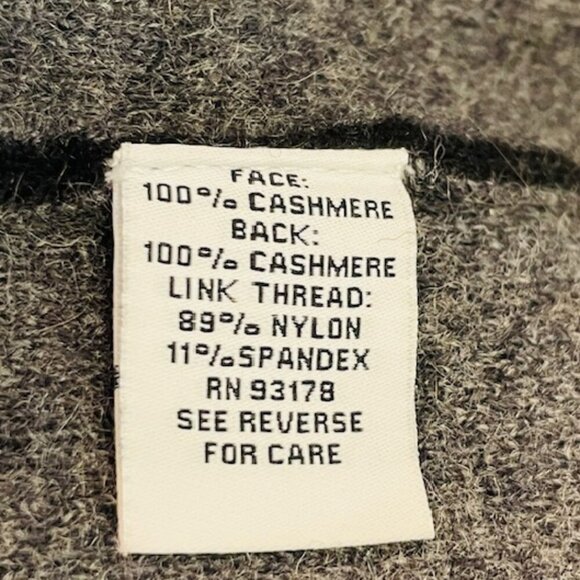 FACE:
100% CASHMERE
BACK:
100% CASHMERE
LINK THREAD:
89% NYLON
11% SPANDEX
RN 93178
SEE REVERSE
FOR CARE